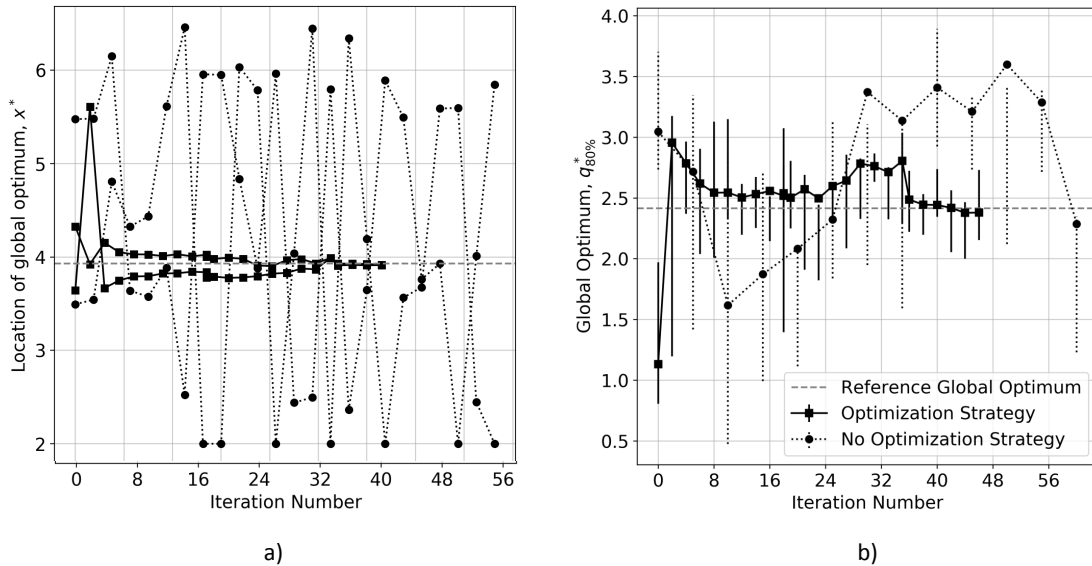 Location of global optimum, x*
6
5
4
3
2
0 8 16 24 32 40 48 56
Iteration Number
a)
Global Optimum, q*80%
4.0
3.5
3.0
2.5
2.0
1.5
1.0
0.5
0 8 16 24 32 40 48 56
Iteration Number
Reference Global Optimum
Optimization Strategy
No Optimization Strategy
b)